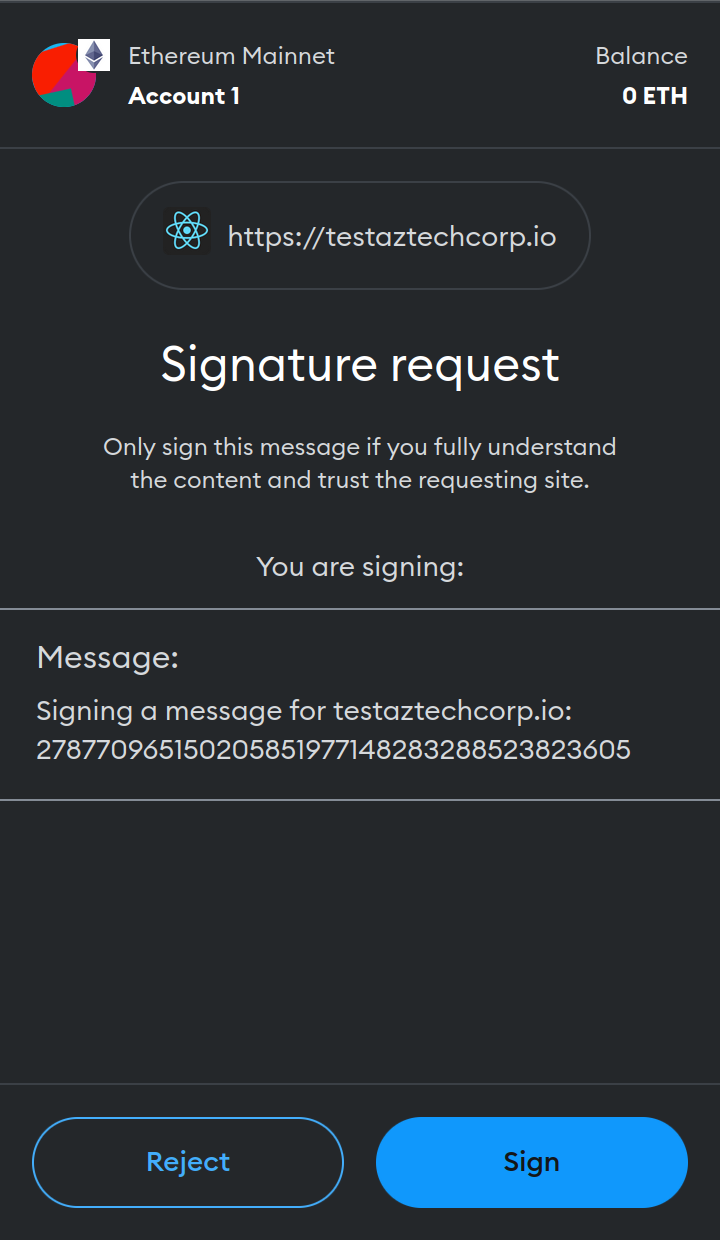 Ethereum Mainnet
Balance
Account 1
0 ETH
https://testaztechcorp.io
Signature request
Only sign this message if you fully understand
the content and trust the requesting site.
You are signing:
Message:
Signing a message for testaztechcorp.io:
278770965150205851977148283288523823605
Reject
Sign